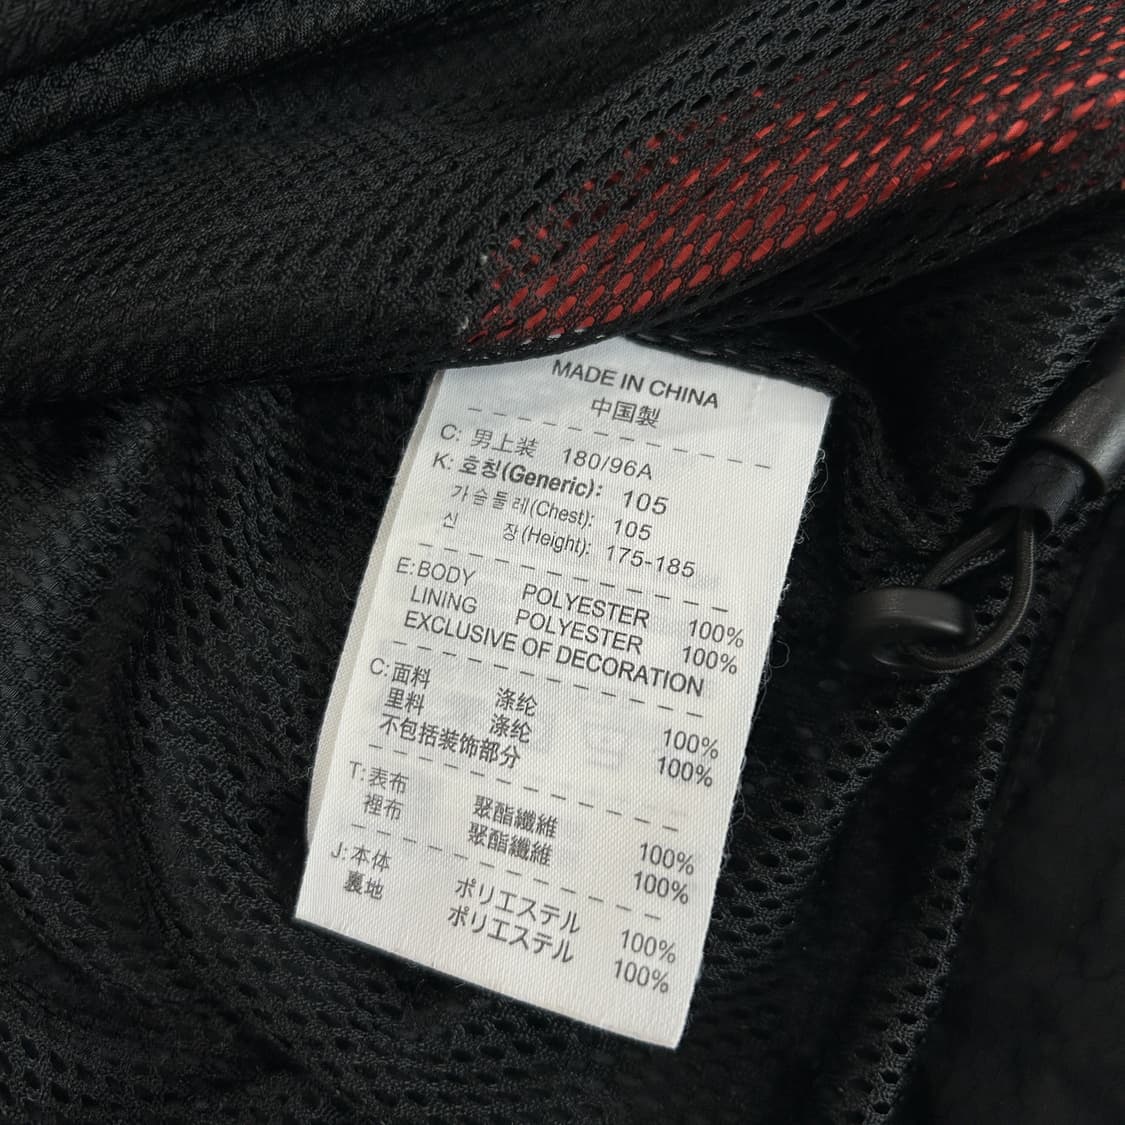 MADE IN CHINA
中国製
C: 男上装 180/96A
K: 호칭(Generic): 105
가슴둘레(Chest): 105
신 장(Height): 175-185
E: BODY POLYESTER 100%
LINING POLYESTER 100%
EXCLUSIVE OF DECORATION
C: 面料 涤纶 100%
里料 涤纶 100%
不包括装饰部分
T: 表布 聚酯纖維 100%
裡布 聚酯纖維 100%
J: 本体 ポリエステル 100%
裏地 ポリエステル 100%